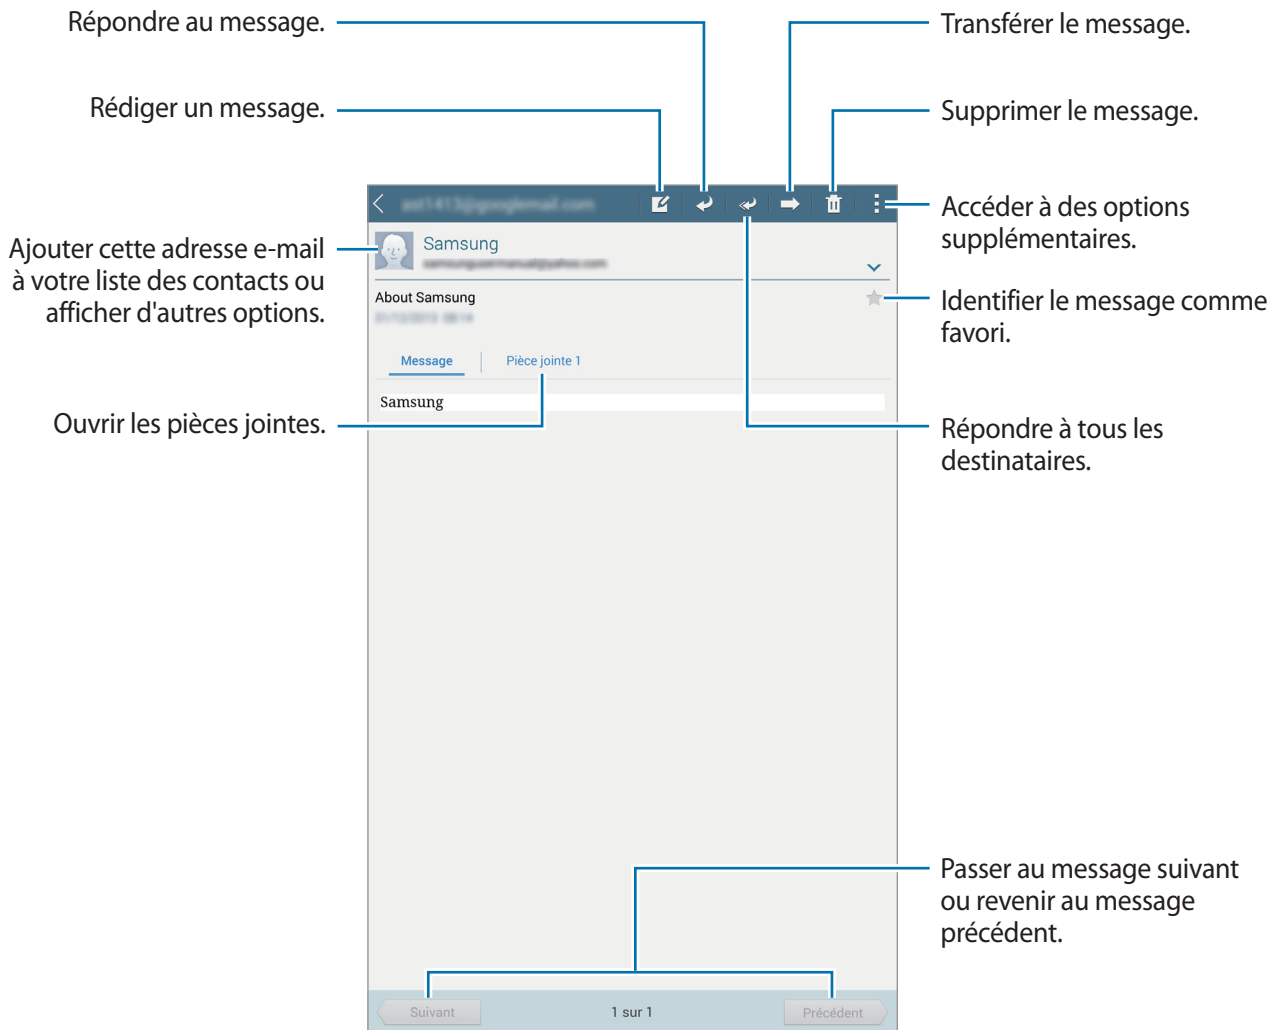 Répondre au message.
Transférer le message.
Rédiger un message.
Supprimer le message.
Accéder à des options
supplémentaires.
Ajouter cette adresse e-mail
à votre liste des contacts ou
afficher d'autres options.
Samsung
Identifier le message comme
favori.
About Samsung
Message
Pièce jointe 1
Samsung
Ouvrir les pièces jointes.
Répondre à tous les
destinataires.
Passer au message suivant
ou revenir au message
précédent.
Suivant
1 sur 1
Précédent